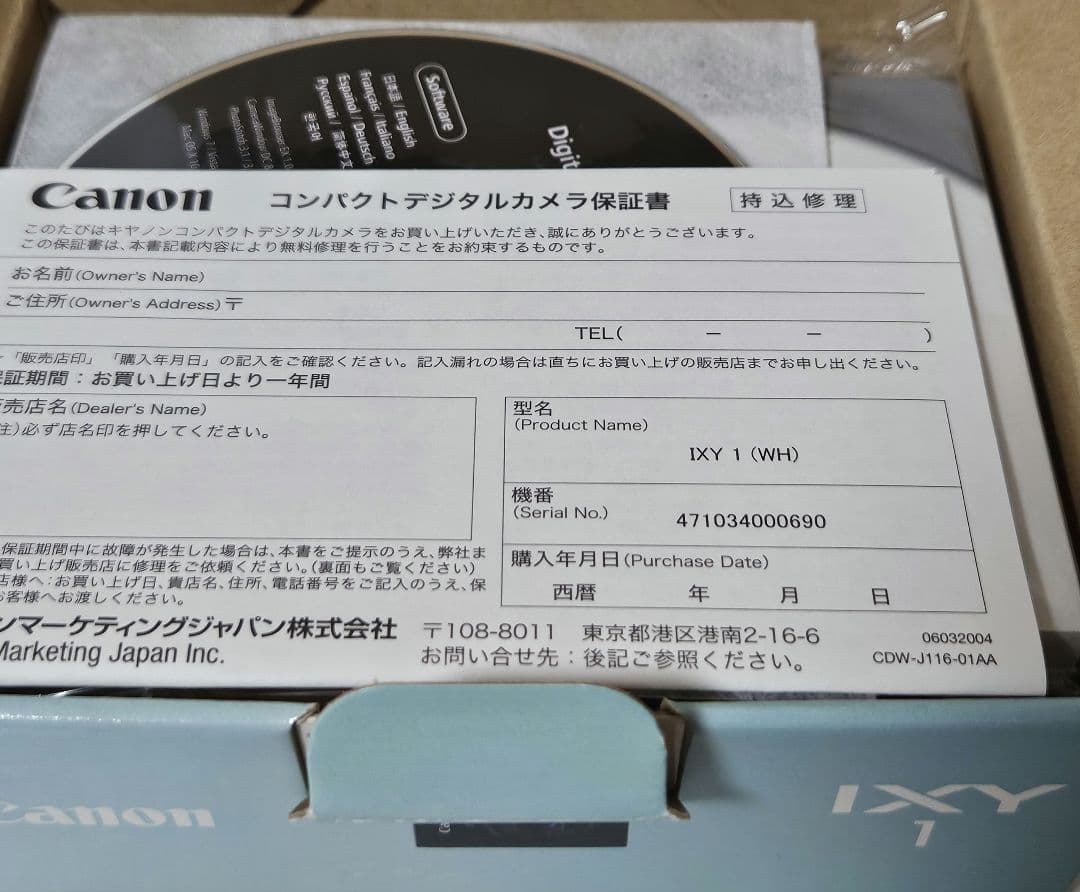 Software
日本語 / English
Français / Italiano
Español / Deutsch
Русский / 简体中文
한국어
Digit
Canon コンパクトデジタルカメラ保証書 持込修理
このたびはキヤノンコンパクトデジタルカメラをお買い上げいただき、誠にありがとうございます。
この保証書は、本書記載内容により無料修理を行うことをお約束するものです。
お名前(Owner's Name)
ご住所(Owner's Address)〒
TEL( － － )
「販売店印」「購入年月日」の記入をご確認ください。記入漏れの場合は直ちにお買い上げの販売店までお申し出ください。
証期間：お買い上げ日より一年間
売店名(Dealer's Name)
注)必ず店名印を押してください。
型名
(Product Name)
IXY 1 (WH)
機番
(Serial No.)
471034000690
購入年月日(Purchase Date)
西暦 年 月 日
保証期間中に故障が発生した場合は、本書をご提示のうえ、弊社ま
買い上げ販売店に修理をご依頼ください。(裏面もご覧ください)
店様へ：お買い上げ日、貴店名、住所、電話番号をご記入のうえ、保
お客様へお渡しください。
ンマーケティングジャパン株式会社 〒108-8011 東京都港区港南2-16-6
Marketing Japan Inc. お問い合せ先：後記ご参照ください。
06032004
CDW-J116-01AA
Canon
IXY
1